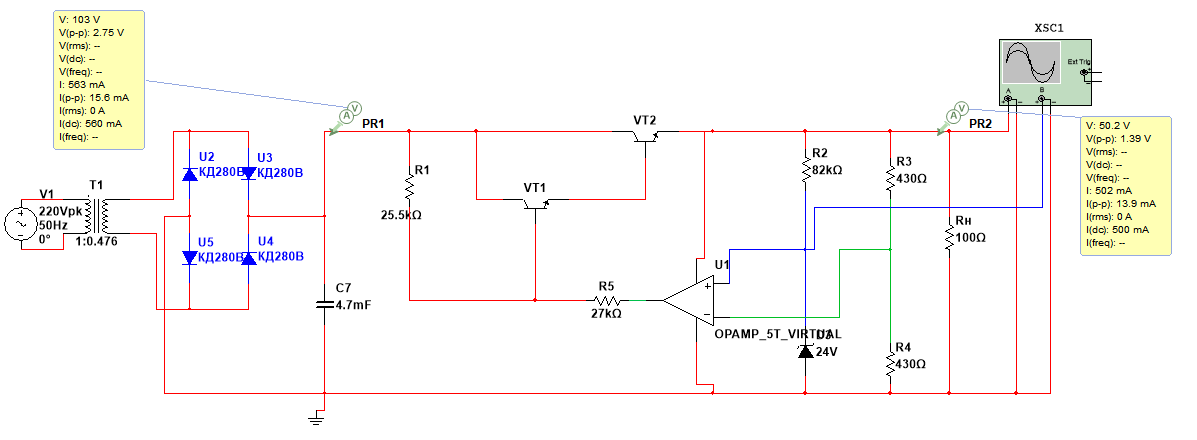 V: 103 V
V(p-p): 2.75 V
V(rms): --
V(dc): --
V(freq): --
I: 563 mA
I(p-p): 15.6 mA
I(rms): 0 A
I(dc): 560 mA
I(freq): --
V
A
PR1
XSC1
Ext Trig
A
B
V
A
PR2
V: 50.2 V
V(p-p): 1.39 V
V(rms): --
V(dc): --
V(freq): --
I: 502 mA
I(p-p): 13.9 mA
I(rms): 0 A
I(dc): 500 mA
I(freq): --
VT2
U2
КД280В
U3
КД280В
R1
25.5kΩ
VT1
R2
82kΩ
R3
430Ω
T1
V1
220Vpk
50Hz
0°
1:0.476
U5
КД280В
U4
КД280В
Rн
100Ω
C7
4.7mF
R5
27kΩ
U1
OPAMP_5T_VIRTUAL
24V
R4
430Ω